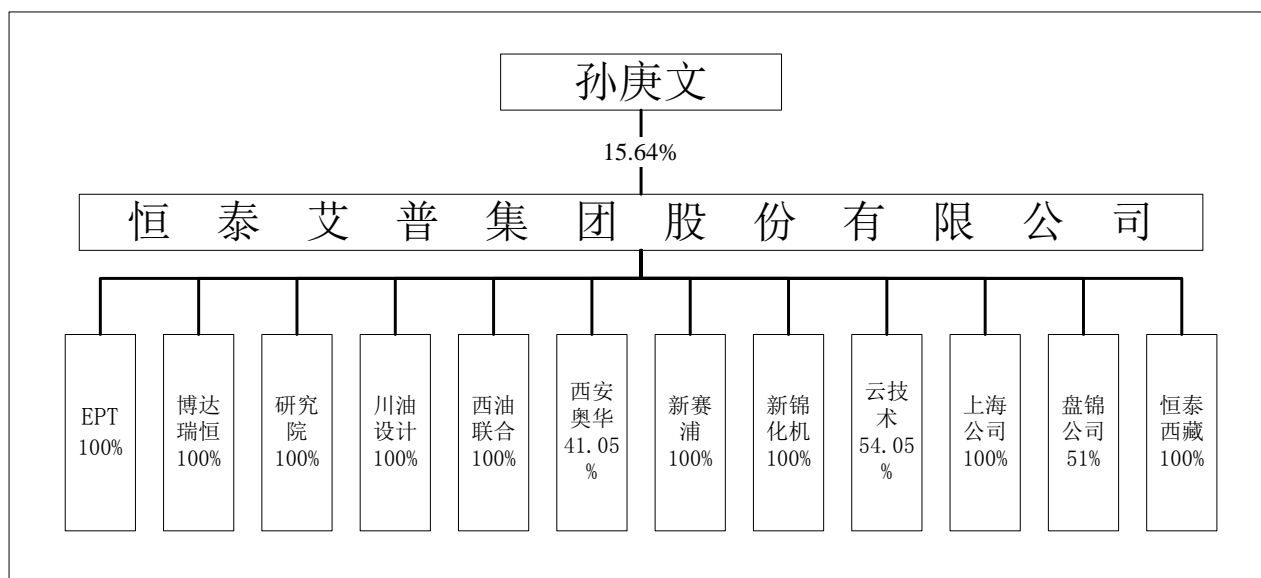 孙庚文
15.64%
恒泰艾普集团股份有限公司
EPT
100%
博达
瑞恒
100%
研究
院
100%
川油
设计
100%
西油
联合
100%
西安
奥华
41.05
%
新赛
浦
100%
新锦
化机
100%
云技
术
54.05
%
上海
公司
100%
盘锦
公司
51%
恒泰
西藏
100%